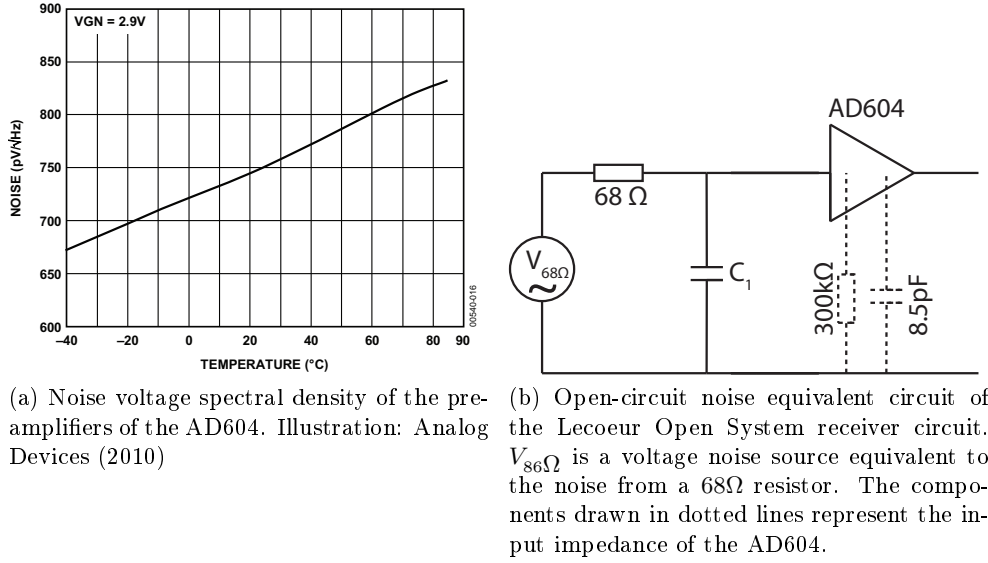 900
VGN = 2.9V
850
800
750
700
650
600
NOISE (pV/√Hz)
–40 –20 0 20 40 60 80 90
TEMPERATURE (°C)
00540-016
AD604
68 Ω
V68Ω
~
C1
300kΩ
8.5pF
(a) Noise voltage spectral density of the pre-
amplifiers of the AD604. Illustration: Analog
Devices (2010)
(b) Open-circuit noise equivalent circuit of
the Lecoeur Open System receiver circuit.
V86Ω is a voltage noise source equivalent to
the noise from a 68Ω resistor. The compo-
nents drawn in dotted lines represent the in-
put impedance of the AD604.